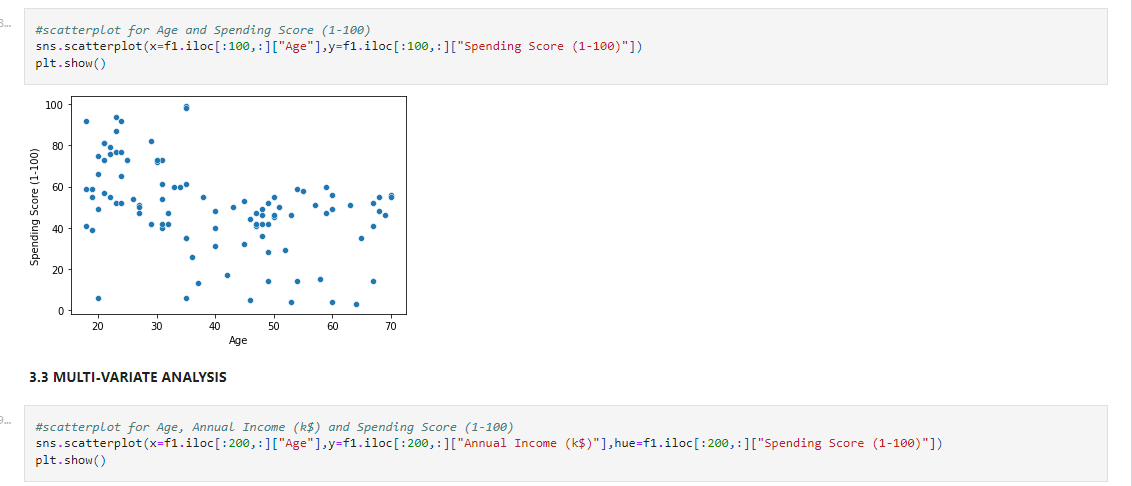 #scatterplot for Age and Spending Score (1-100)
sns.scatterplot(x=f1.iloc[:100,:]["Age"],y=f1.iloc[:100,:]["Spending Score (1-100)"])
plt.show()
100
80
60
40
20
0
Spending Score (1-100)
20 30 40 50 60 70
Age
3.3 MULTI-VARIATE ANALYSIS
#scatterplot for Age, Annual Income (k$) and Spending Score (1-100)
sns.scatterplot(x=f1.iloc[:200,:]["Age"],y=f1.iloc[:200,:]["Annual Income (k$)"],hue=f1.iloc[:200,:]["Spending Score (1-100)"])
plt.show()